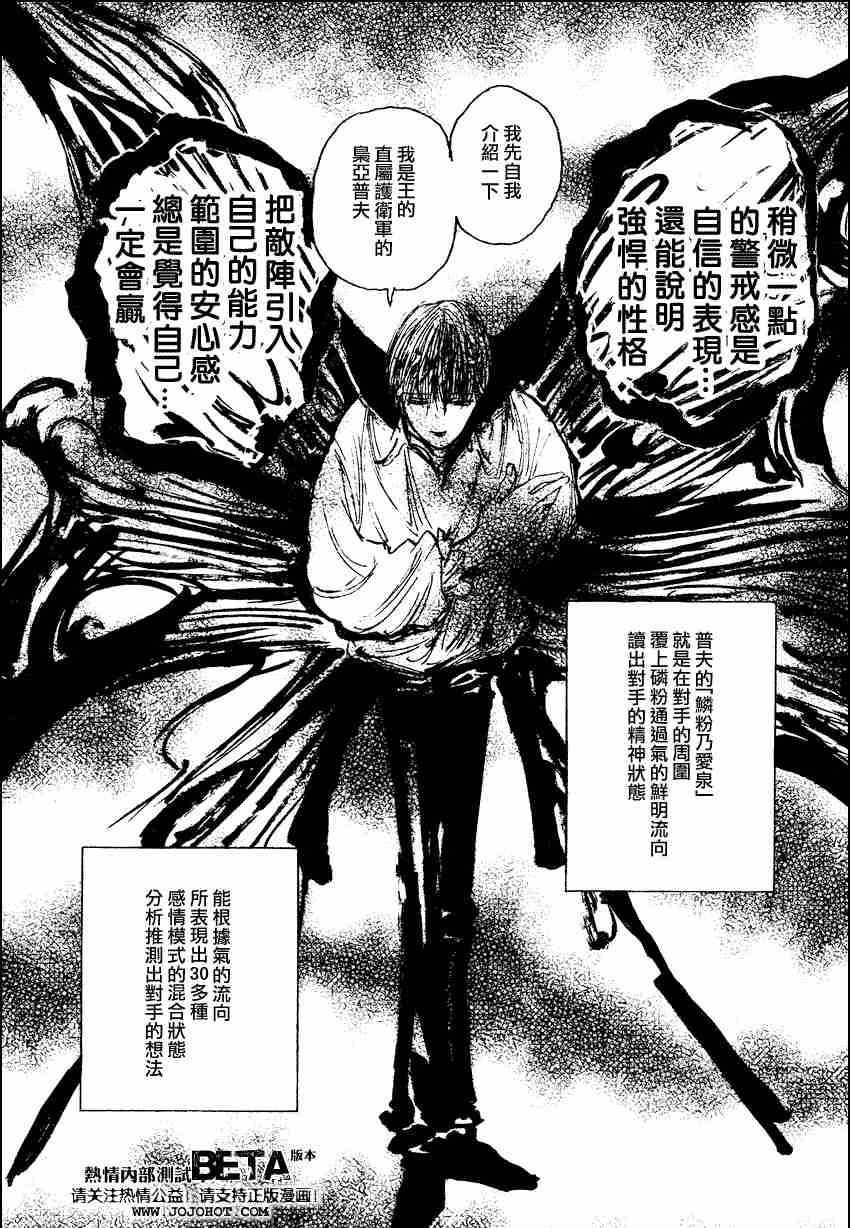 我先自我
介紹一下
我是王的
直屬護衛軍的
梟亞普夫
稍微一點
的警戒感是
自信的表現…
還能說明
強悍的性格
把敵陣引入
自己的能力
範圍的安心感
總是覺得自己…
一定會贏
普夫的「鱗粉乃愛泉」
就是在對手的周圍
覆上磷粉通過氣的鮮明流向
讀出對手的精神狀態
能根據氣的流向
所表現出30多種
感情模式的混合狀態
分析推測出對手的想法
熱情內部測試BETA版本
请关注热情公益！请支持正版漫画！
WWW.JOJOHOT.COM